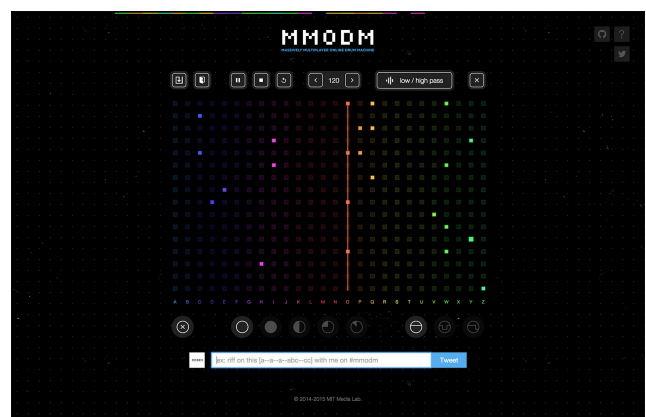 MMODM
MASSIVELY MULTIPLAYER ONLINE DRUM MACHINE
?
120
low / high pass
A B C D E F G H I J K L M N O P Q R S T U V W X Y Z
ex: riff on this [a--a--a--abc--cc] with me on #mmodm
Tweet
© 2014-2015 MIT Media Lab.